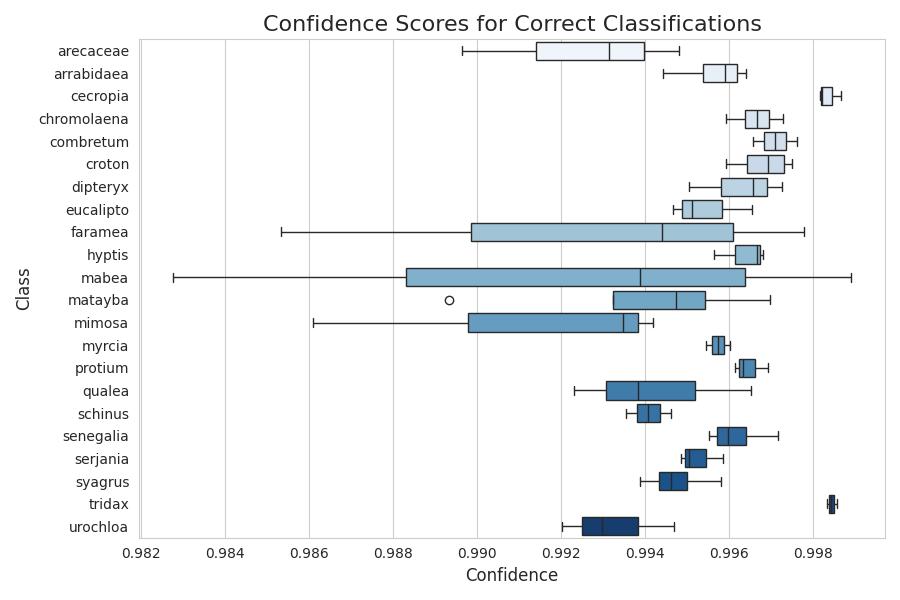 Confidence Scores for Correct Classifications
Class
arecaceae
arrabidaea
cecropia
chromolaena
combretum
croton
dipteryx
eucalipto
faramea
hyptis
mabea
matayba
mimosa
myrcia
protium
qualea
schinus
senegalia
serjania
syagrus
tridax
urochloa
0.982 0.984 0.986 0.988 0.990 0.992 0.994 0.996 0.998
Confidence